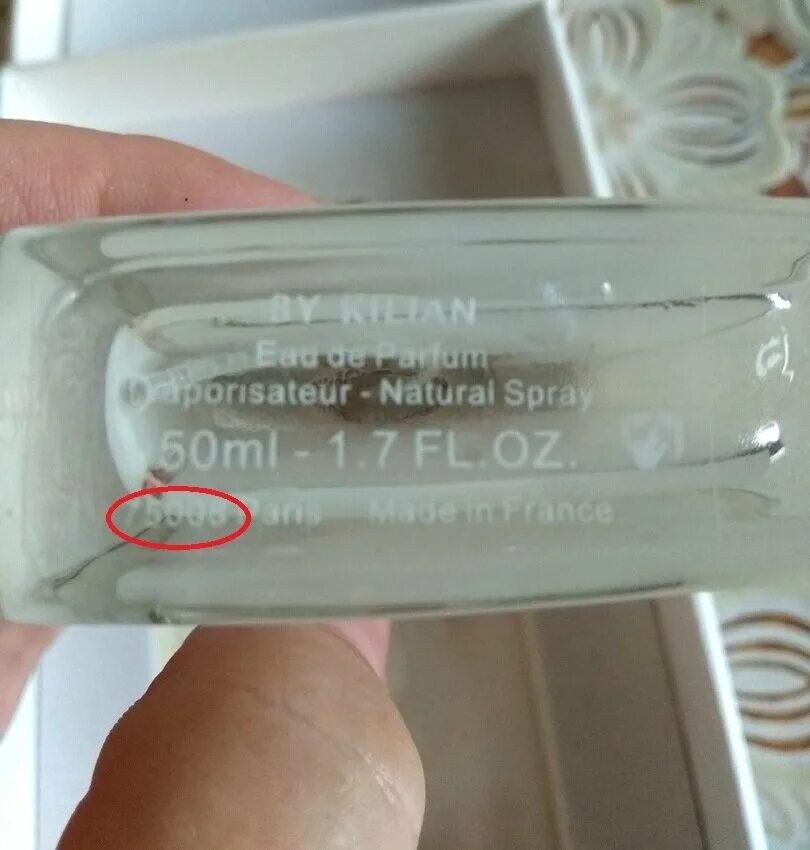 BY KILIAN
Eau de Parfum
Vaporisateur - Natural Spray
50ml - 1.7 FL.OZ.
75008 Paris Made in France